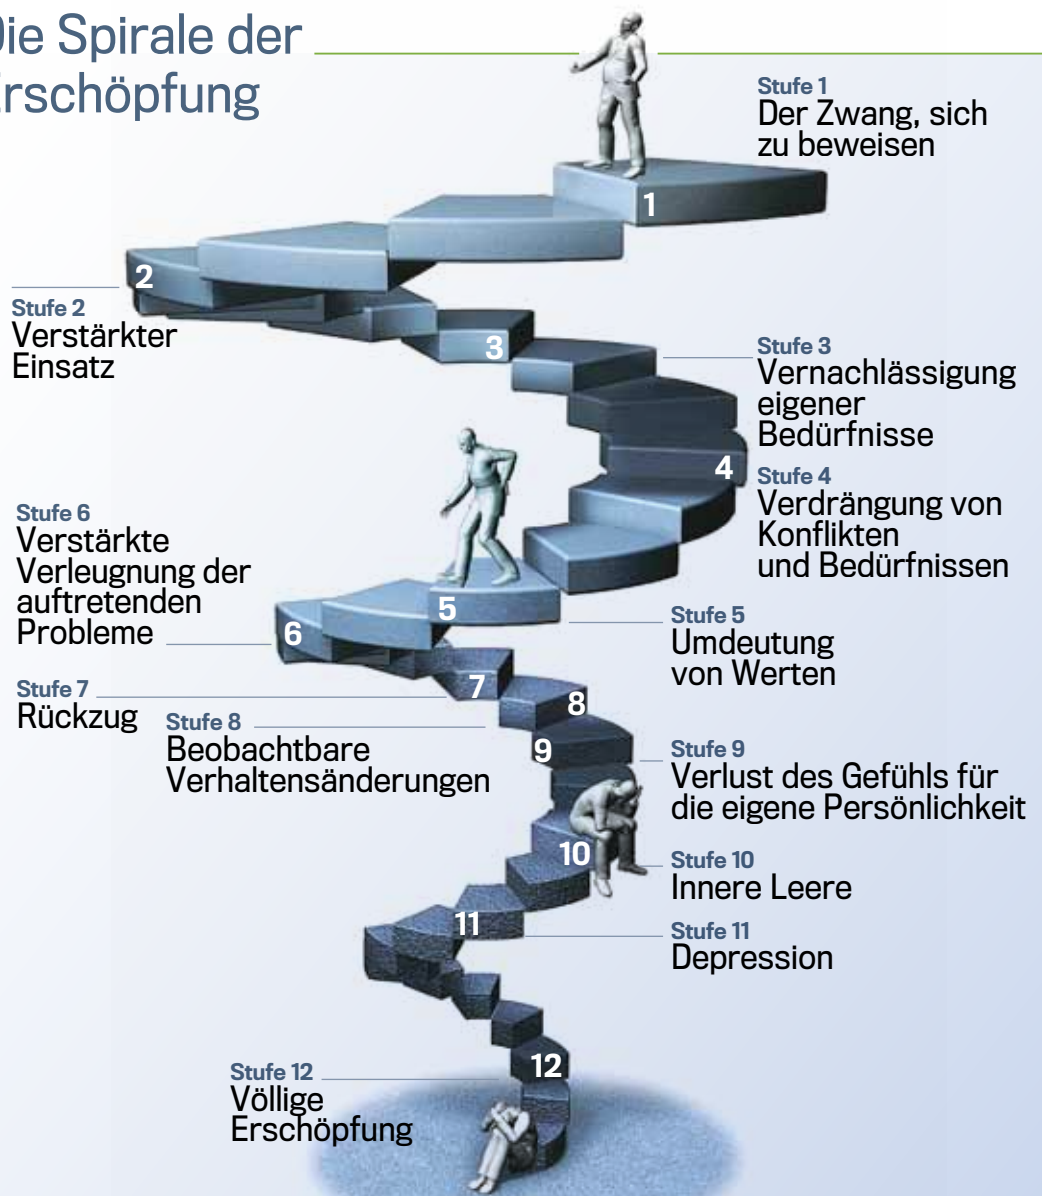 Die Spirale der
Erschöpfung
Stufe 1
Der Zwang, sich
zu beweisen
1
2
Stufe 2
Verstärkter
Einsatz
3
Stufe 3
Vernachlässigung
eigener
Bedürfnisse
4
Stufe 4
Verdrängung von
Konflikten
und Bedürfnissen
5
Stufe 5
Umdeutung
von Werten
Stufe 6
Verstärkte
Verleugnung der
auftretenden
Probleme
6
Stufe 7
Rückzug
7
Stufe 8
Beobachtbare
Verhaltensänderungen
8
9
Stufe 9
Verlust des Gefühls für
die eigene Persönlichkeit
10
Stufe 10
Innere Leere
11
Stufe 11
Depression
12
Stufe 12
Völlige
Erschöpfung